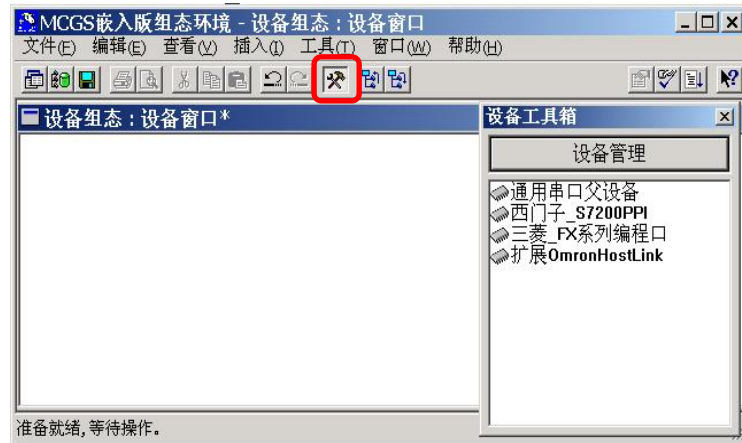 MCGS嵌入版组态环境 - 设备组态：设备窗口
文件(F) 编辑(E) 查看(V) 插入(I) 工具(T) 窗口(W) 帮助(H)
设备组态：设备窗口*
设备工具箱
设备管理
通用串口父设备
西门子_S7200PPI
三菱_FX系列编程口
扩展OmronHostLink
准备就绪,等待操作。